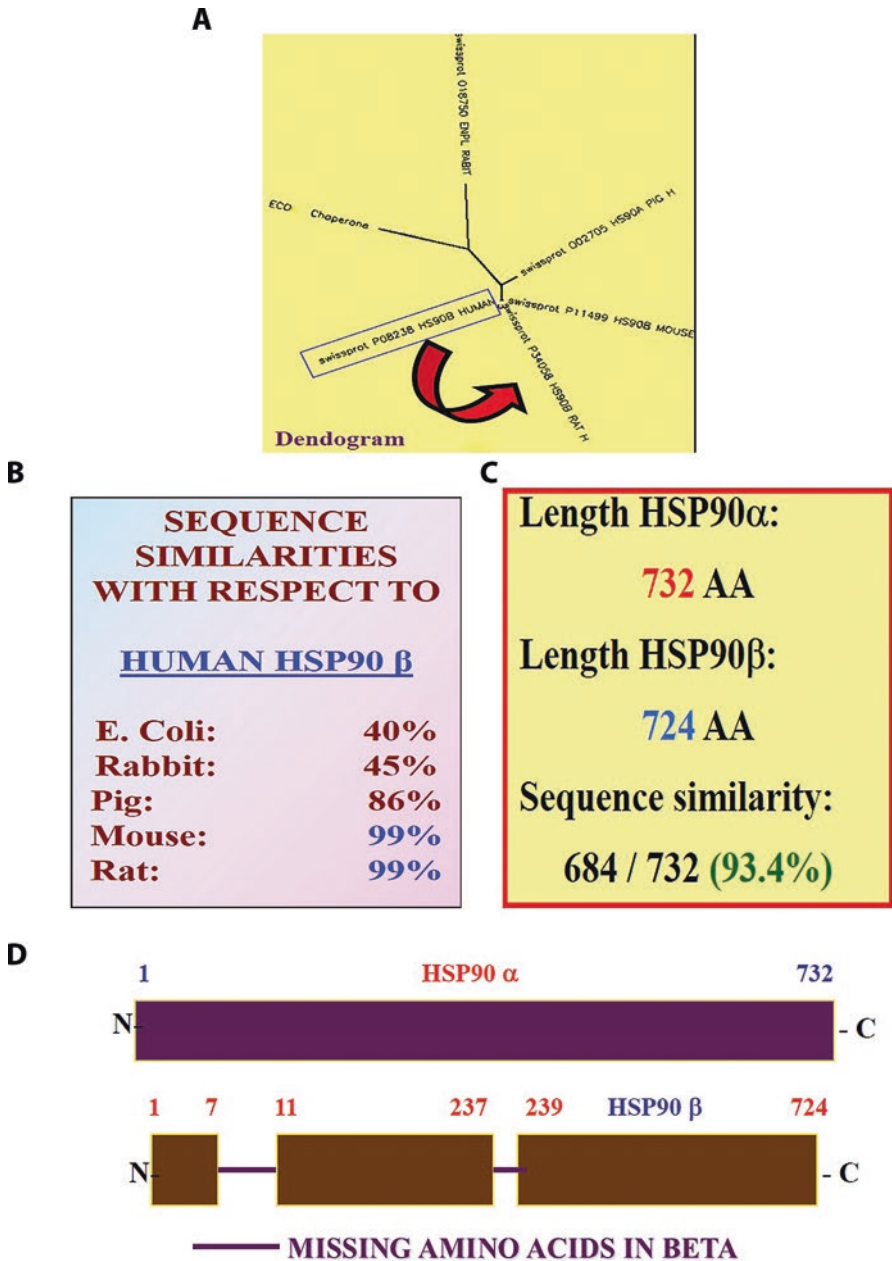 A
swissprot O18750 ENPL RABIT
ECO Chaperone
swissprot O02705 HS90A PIG H
swissprot P08238 HS90B HUMAN
swissprot P11499 HS90B MOUSE
swissprot P34058 HS90B RAT H
Dendogram
B
SEQUENCE
SIMILARITIES
WITH RESPECT TO
HUMAN HSP90 β
E. Coli: 40%
Rabbit: 45%
Pig: 86%
Mouse: 99%
Rat: 99%
C
Length HSP90α:
732 AA
Length HSP90β:
724 AA
Sequence similarity:
684 / 732 (93.4%)
D
1 HSP90 α 732
N- - C
1 7 11 237 239 HSP90 β 724
N- - C
MISSING AMINO ACIDS IN BETA